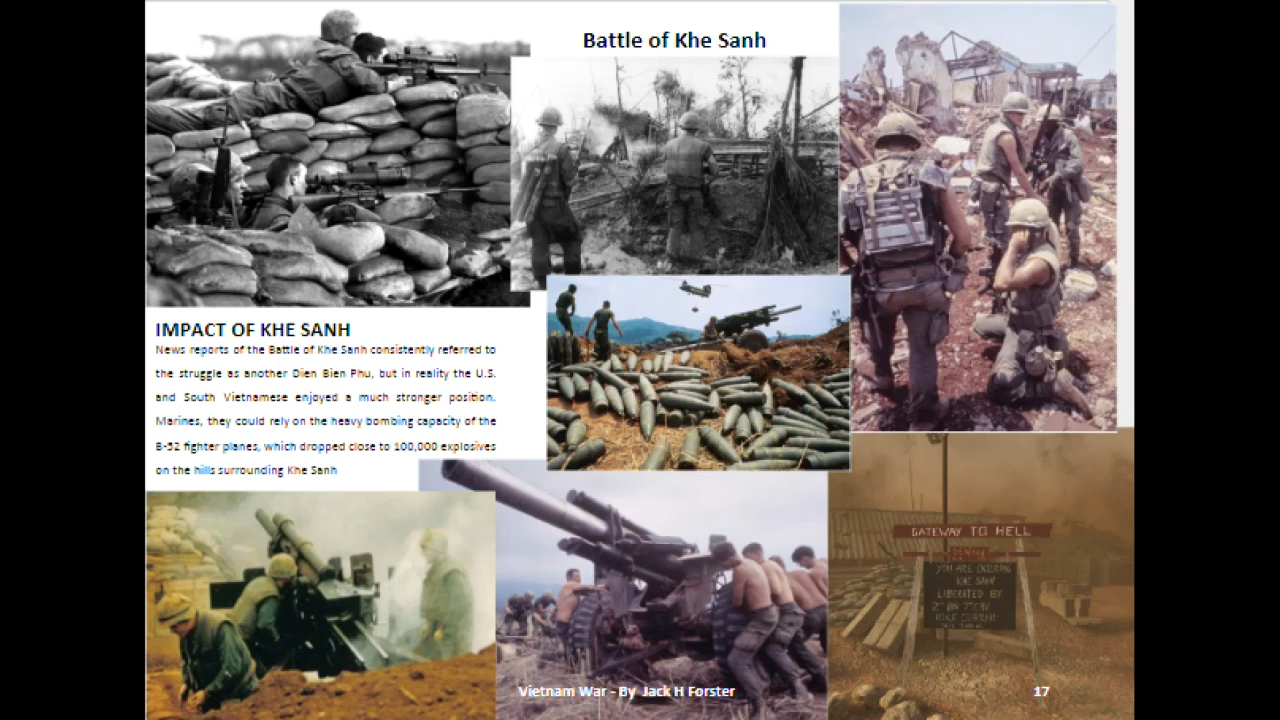 Battle of Khe Sanh
IMPACT OF KHE SANH
News reports of the Battle of Khe Sanh consistently referred to
the struggle as another Dien Bien Phu, but in reality the U.S.
and South Vietnamese enjoyed a much stronger position.
Marines, they could rely on the heavy bombing capacity of the
B-52 fighter planes, which dropped close to 100,000 explosives
on the hills surrounding Khe Sanh
GATEWAY TO HELL
YOU ARE ENTERING
KHE SANH
LIBERATED BY
Vietnam War - By Jack H Forster
17